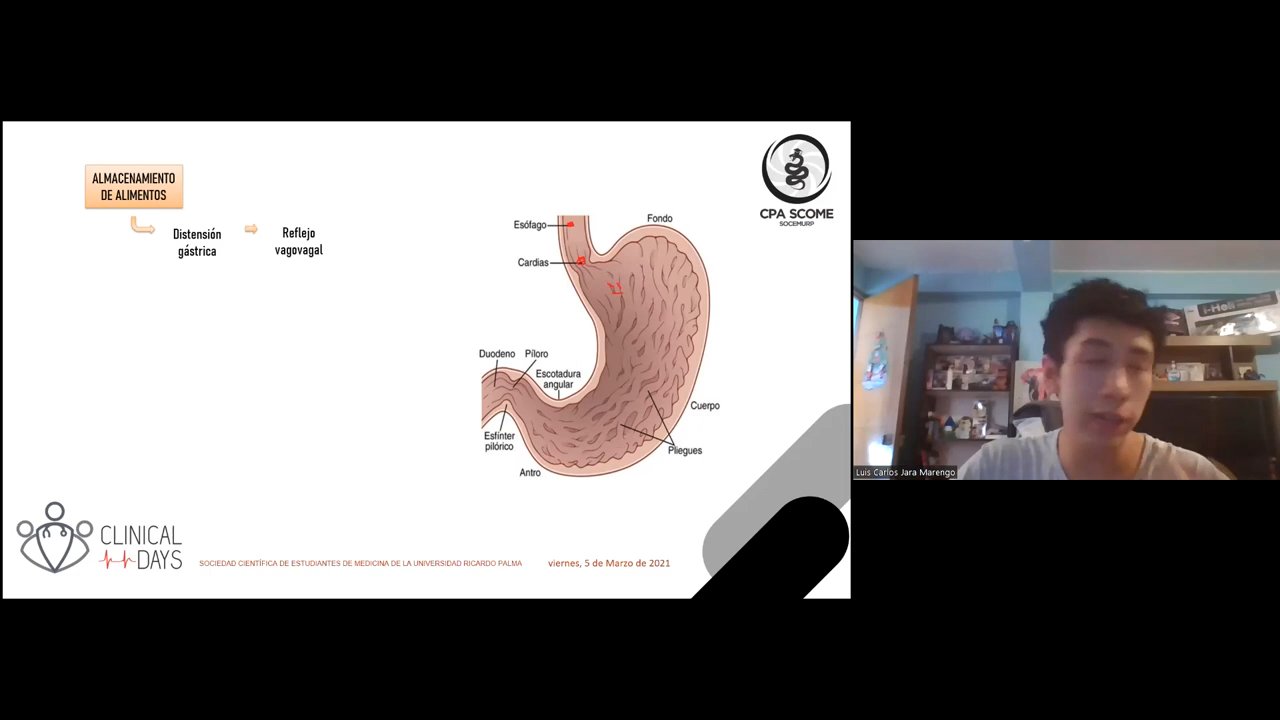 ALMACENAMIENTO
DE ALIMENTOS
Distensión
gástrica
Reflejo
vagovagal
CPA SCOME
SOCEMURP
Esófago
Fondo
Cardias
Duodeno
Píloro
Escotadura
angular
Cuerpo
Esfínter
pilórico
Pliegues
Antro
CLINICAL
DAYS
SOCIEDAD CIENTÍFICA DE ESTUDIANTES DE MEDICINA DE LA UNIVERSIDAD RICARDO PALMA
viernes, 5 de Marzo de 2021
i-Heli
Luis Carlos Jara Marengo